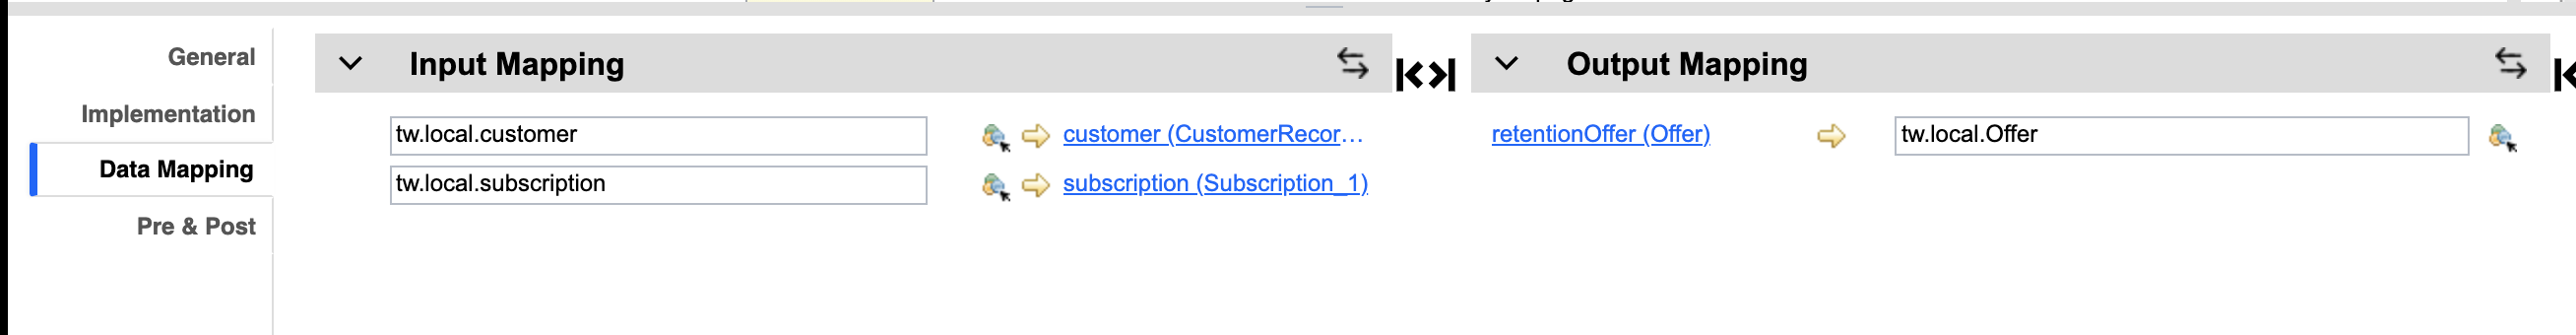 General
Implementation
Data Mapping
Pre & Post
Input Mapping
tw.local.customer
customer (CustomerRecor...
tw.local.subscription
subscription (Subscription_1)
Output Mapping
retentionOffer (Offer)
tw.local.Offer